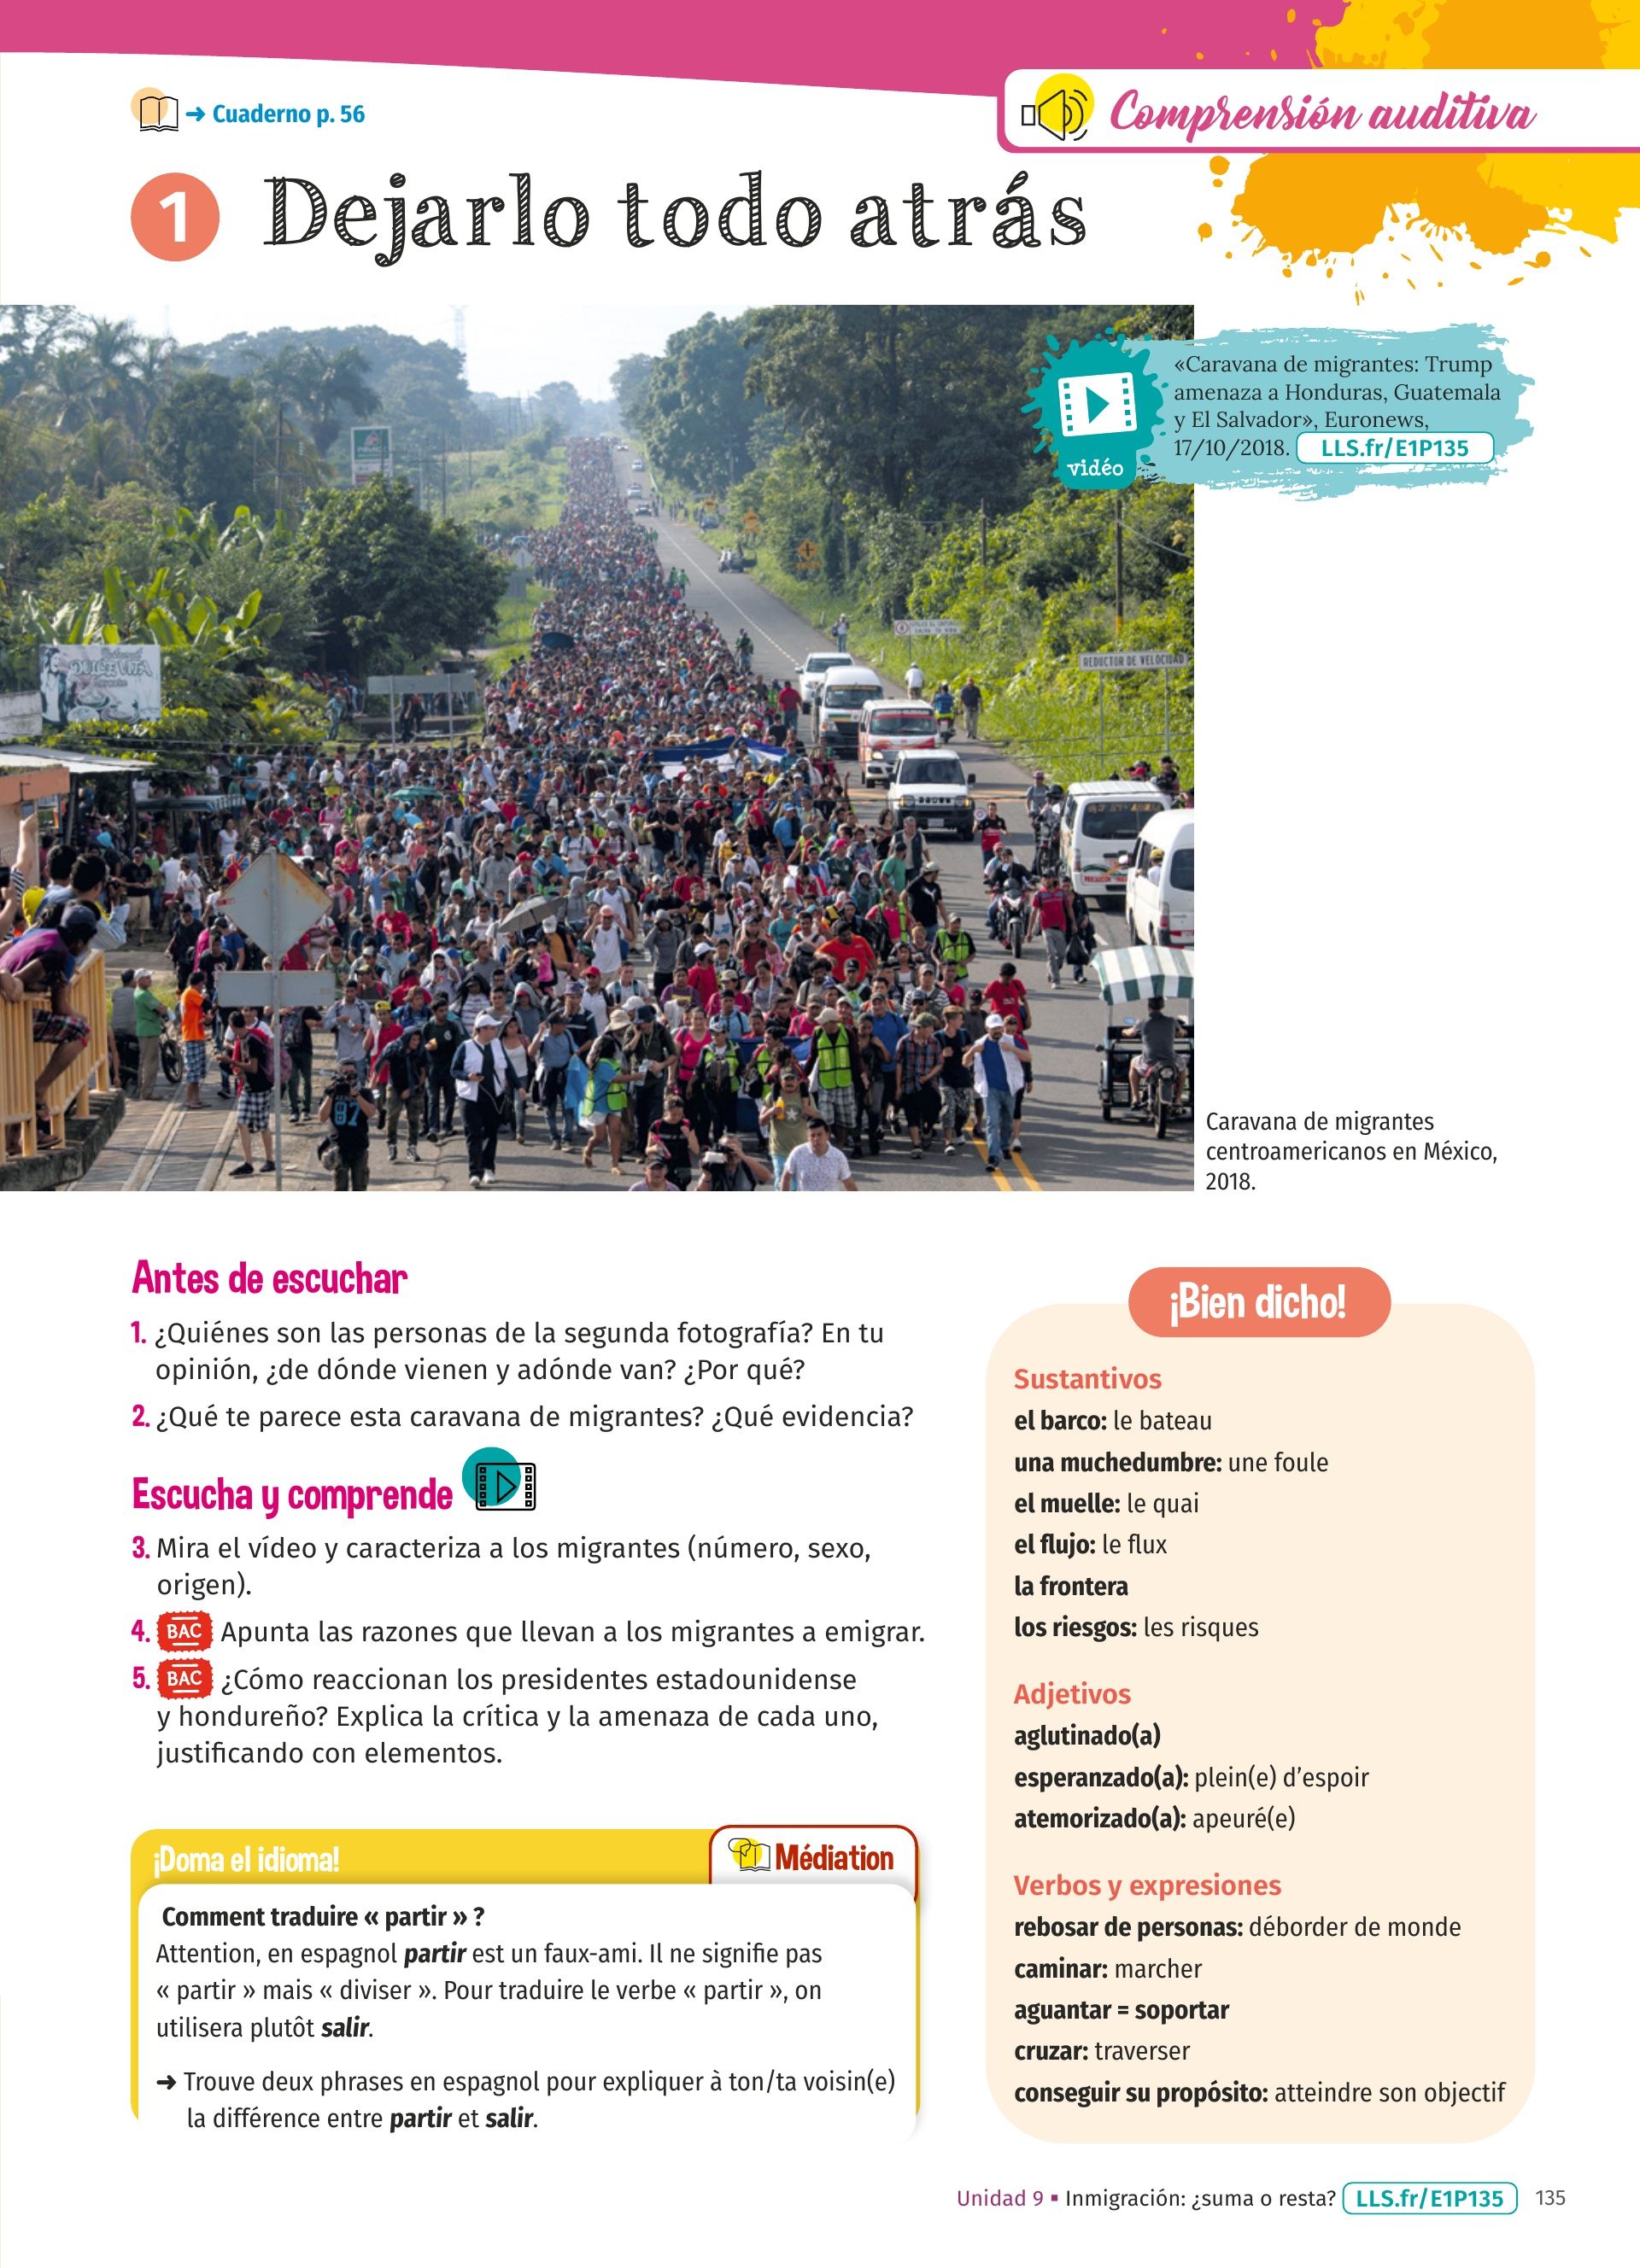 → Cuaderno p. 56
Comprensión auditiva
1 Dejarlo todo atrás
«Caravana de migrantes: Trump
amenaza a Honduras, Guatemala
y El Salvador», Euronews,
17/10/2018. LLS.fr/E1P135
vidéo
DULCE VITA
REDUCTOR DE VELOCIDAD
87
Caravana de migrantes
centroamericanos en México,
2018.
Antes de escuchar
1. ¿Quiénes son las personas de la segunda fotografía? En tu
opinión, ¿de dónde vienen y adónde van? ¿Por qué?
2. ¿Qué te parece esta caravana de migrantes? ¿Qué evidencia?
Escucha y comprende
3. Mira el vídeo y caracteriza a los migrantes (número, sexo,
origen).
4. BAC Apunta las razones que llevan a los migrantes a emigrar.
5. BAC ¿Cómo reaccionan los presidentes estadounidense
y hondureño? Explica la crítica y la amenaza de cada uno,
justificando con elementos.
¡Doma el idioma!
Médiation
Comment traduire « partir » ?
Attention, en espagnol partir est un faux-ami. Il ne signifie pas
« partir » mais « diviser ». Pour traduire le verbe « partir », on
utilisera plutôt salir.
→ Trouve deux phrases en espagnol pour expliquer à ton/ta voisin(e)
la différence entre partir et salir.
¡Bien dicho!
Sustantivos
el barco: le bateau
una muchedumbre: une foule
el muelle: le quai
el flujo: le flux
la frontera
los riesgos: les risques
Adjetivos
aglutinado(a)
esperanzado(a): plein(e) d'espoir
atemorizado(a): apeuré(e)
Verbos y expresiones
rebosar de personas: déborder de monde
caminar: marcher
aguantar = soportar
cruzar: traverser
conseguir su propósito: atteindre son objectif
Unidad 9 ▪ Inmigración: ¿suma o resta? LLS.fr/E1P135 135